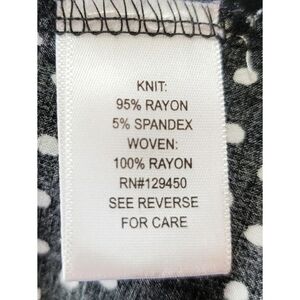 KNIT:
95% RAYON
5% SPANDEX
WOVEN:
100% RAYON
RN#129450
SEE REVERSE
FOR CARE